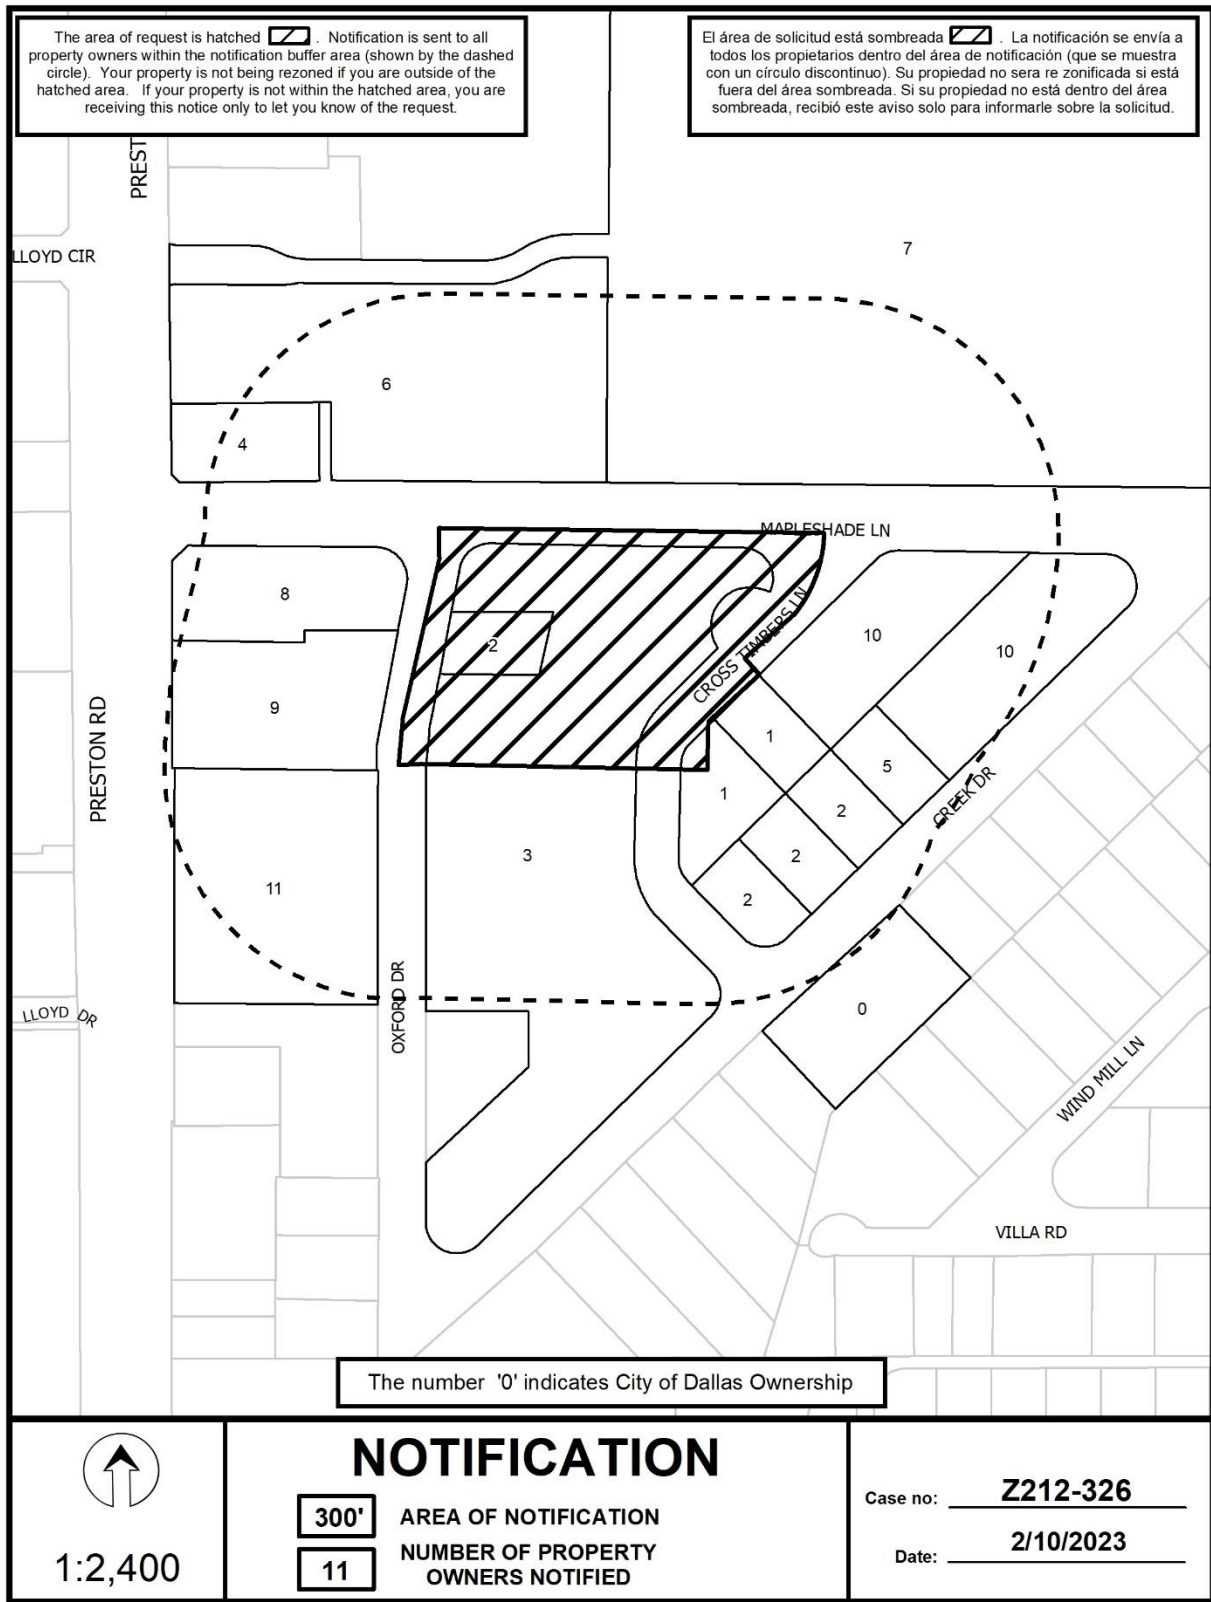 The area of request is hatched . Notification is sent to all
property owners within the notification buffer area (shown by the dashed
circle). Your property is not being rezoned if you are outside of the
hatched area. If your property is not within the hatched area, you are
receiving this notice only to let you know of the request.
El área de solicitud está sombreada . La notificación se envía a
todos los propietarios dentro del área de notificación (que se muestra
con un círculo discontinuo). Su propiedad no sera re zonificada si está
fuera del área sombreada. Si su propiedad no está dentro del área
sombreada, recibió este aviso solo para informarle sobre la solicitud.
PREST
LLOYD CIR
7
6
4
MAPLESHADE LN
8
2
10
10
CROSS TIMBERS LN
9
PRESTON RD
1
5
1
2
CREEK DR
3
2
11
2
OXFORD DR
0
LLOYD DR
WIND MILL LN
VILLA RD
The number '0' indicates City of Dallas Ownership
1:2,400
NOTIFICATION
300' AREA OF NOTIFICATION
11 NUMBER OF PROPERTY
OWNERS NOTIFIED
Case no: Z212-326
Date: 2/10/2023